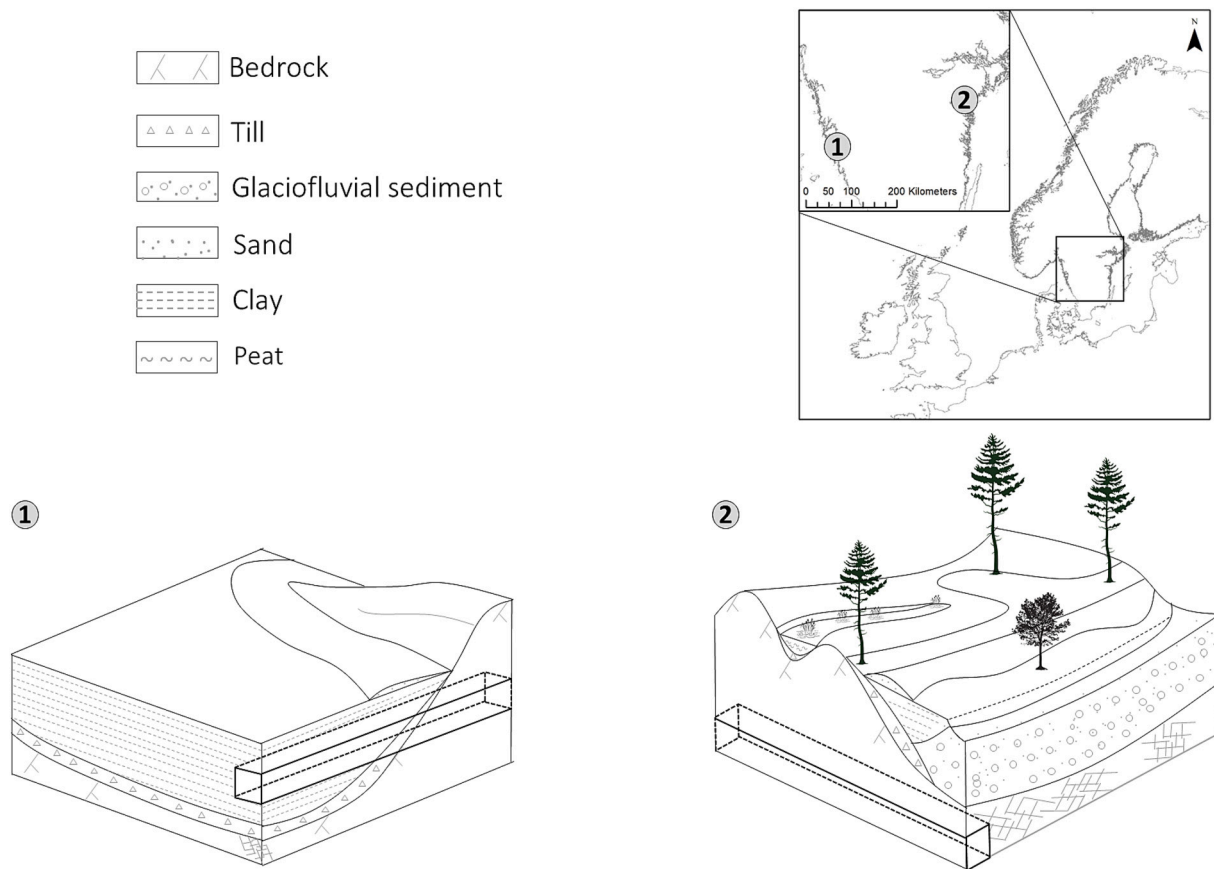 Bedrock
Till
Glaciofluvial sediment
Sand
Clay
Peat
N
2
1
0 50 100 200 Kilometers
1
2